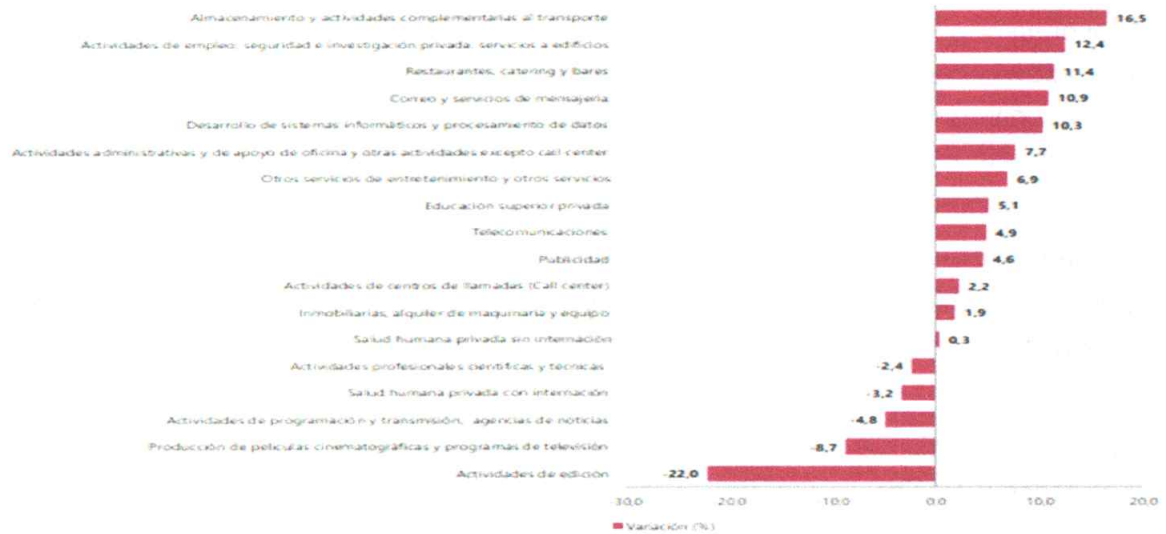 Almacenamiento y actividades complementarias al transporte 16,5
Actividades de empleo, seguridad e investigación privada, servicios a edificios 12,4
Restaurantes, catering y bares 11,4
Correo y servicios de mensajería 10,9
Desarrollo de sistemas informáticos y procesamiento de datos 10,3
Actividades administrativas y de apoyo de oficina y otras actividades excepto call center 7,7
Otros servicios de entretenimiento y otros servicios 6,9
Educación superior privada 5,1
Telecomunicaciones 4,9
Publicidad 4,6
Actividades de centros de llamadas (Call center) 2,2
Inmobiliarias, alquiler de maquinaria y equipo 1,9
Salud humana privada sin internación 0,3
Actividades profesionales científicas y técnicas -2,4
Salud humana privada con internación -3,2
Actividades de programación y transmisión, agencias de noticias -4,8
Producción de películas cinematográficas y programas de televisión -8,7
Actividades de edición -22,0
-30,0 -20,0 -10,0 0,0 10,0 20,0
Variación (%)